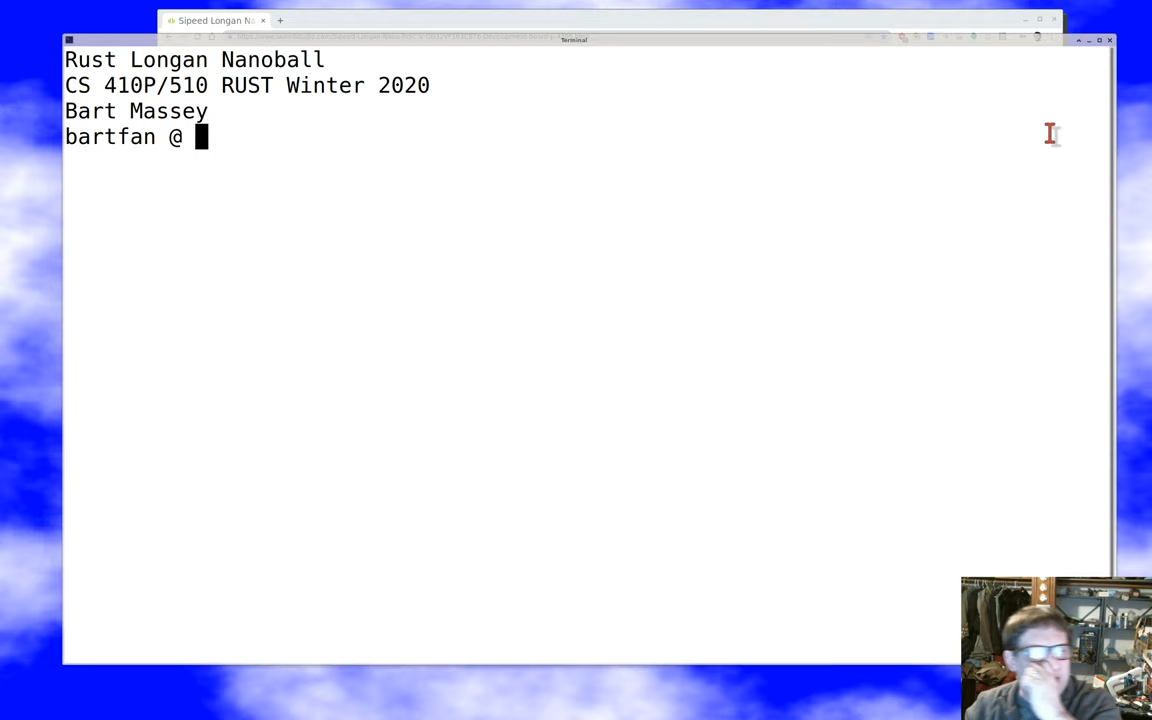 Sipeed Longan Na
Terminal
Rust Longan Nanoball
CS 410P/510 RUST Winter 2020
Bart Massey
bartfan @